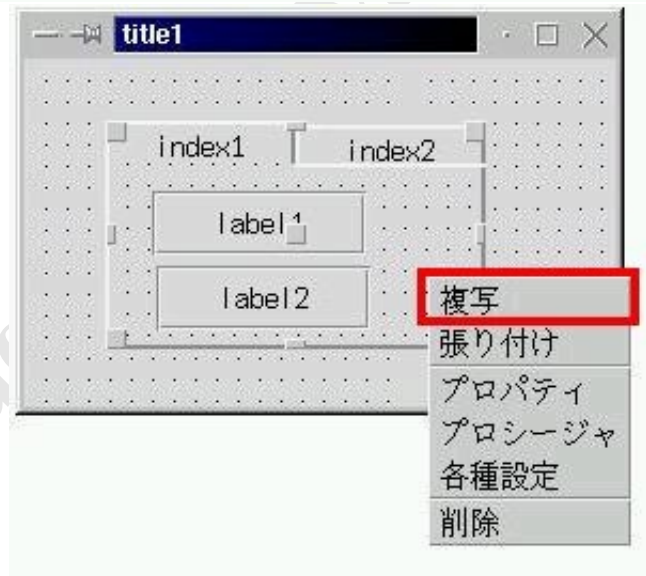 title1
index1 index2
label1
label2
複写
張り付け
プロパティ
プロシージャ
各種設定
削除